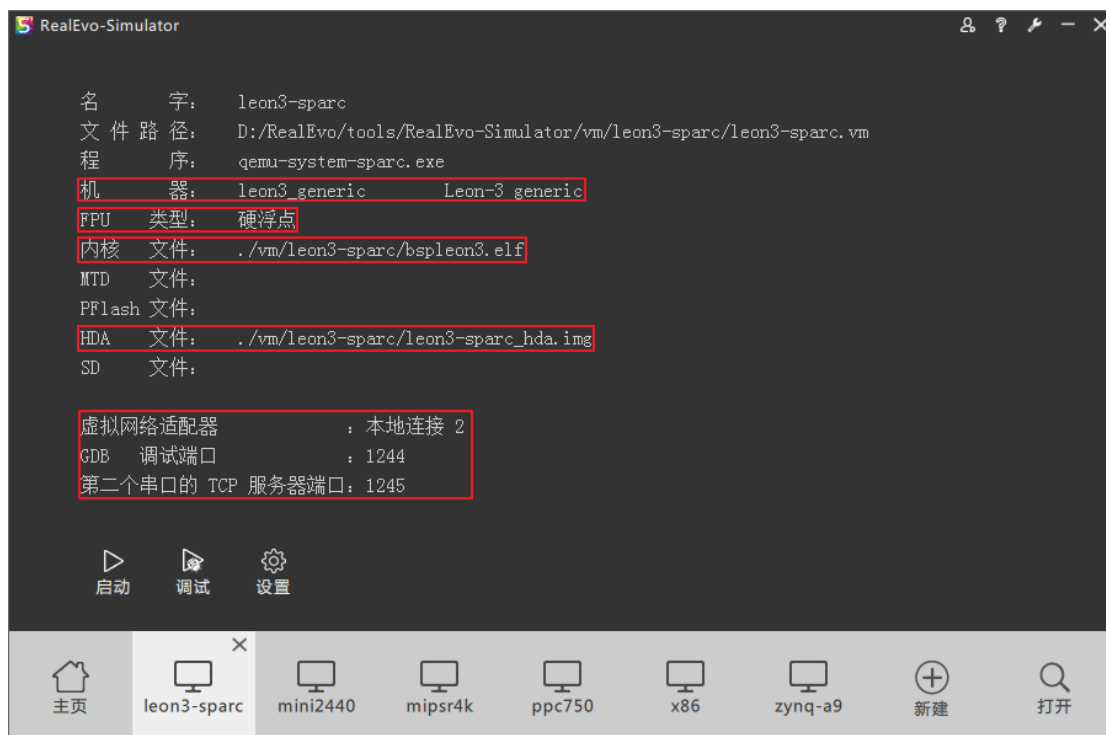 RealEvo-Simulator
名 字: leon3-sparc
文件路径: D:/RealEvo/tools/RealEvo-Simulator/vm/leon3-sparc/leon3-sparc.vm
程 序: qemu-system-sparc.exe
机 器: leon3_generic Leon-3 generic
FPU 类型: 硬浮点
内核 文件: ./vm/leon3-sparc/bspleon3.elf
MTD 文件:
PFlash 文件:
HDA 文件: ./vm/leon3-sparc/leon3-sparc_hda.img
SD 文件:
虚拟网络适配器 : 本地连接 2
GDB 调试端口 : 1244
第二个串口的 TCP 服务器端口: 1245
启动 调试 设置
主页 leon3-sparc mini2440 mipsr4k ppc750 x86 zynq-a9 新建 打开